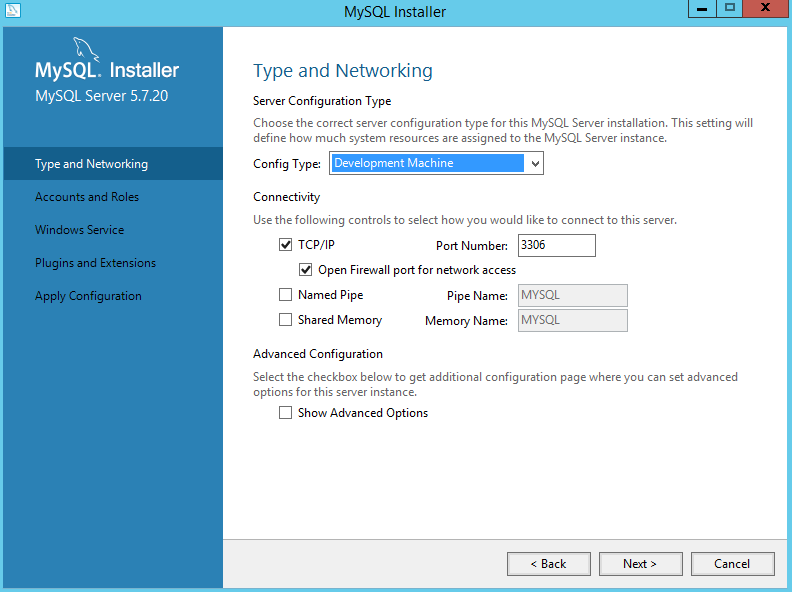 MySQL Installer
MySQL. Installer
MySQL Server 5.7.20
Type and Networking
Accounts and Roles
Windows Service
Plugins and Extensions
Apply Configuration
Type and Networking
Server Configuration Type
Choose the correct server configuration type for this MySQL Server installation. This setting will
define how much system resources are assigned to the MySQL Server instance.
Config Type: Development Machine
Connectivity
Use the following controls to select how you would like to connect to this server.
TCP/IP Port Number: 3306
Open Firewall port for network access
Named Pipe Pipe Name: MYSQL
Shared Memory Memory Name: MYSQL
Advanced Configuration
Select the checkbox below to get additional configuration page where you can set advanced
options for this server instance.
Show Advanced Options
< Back Next > Cancel